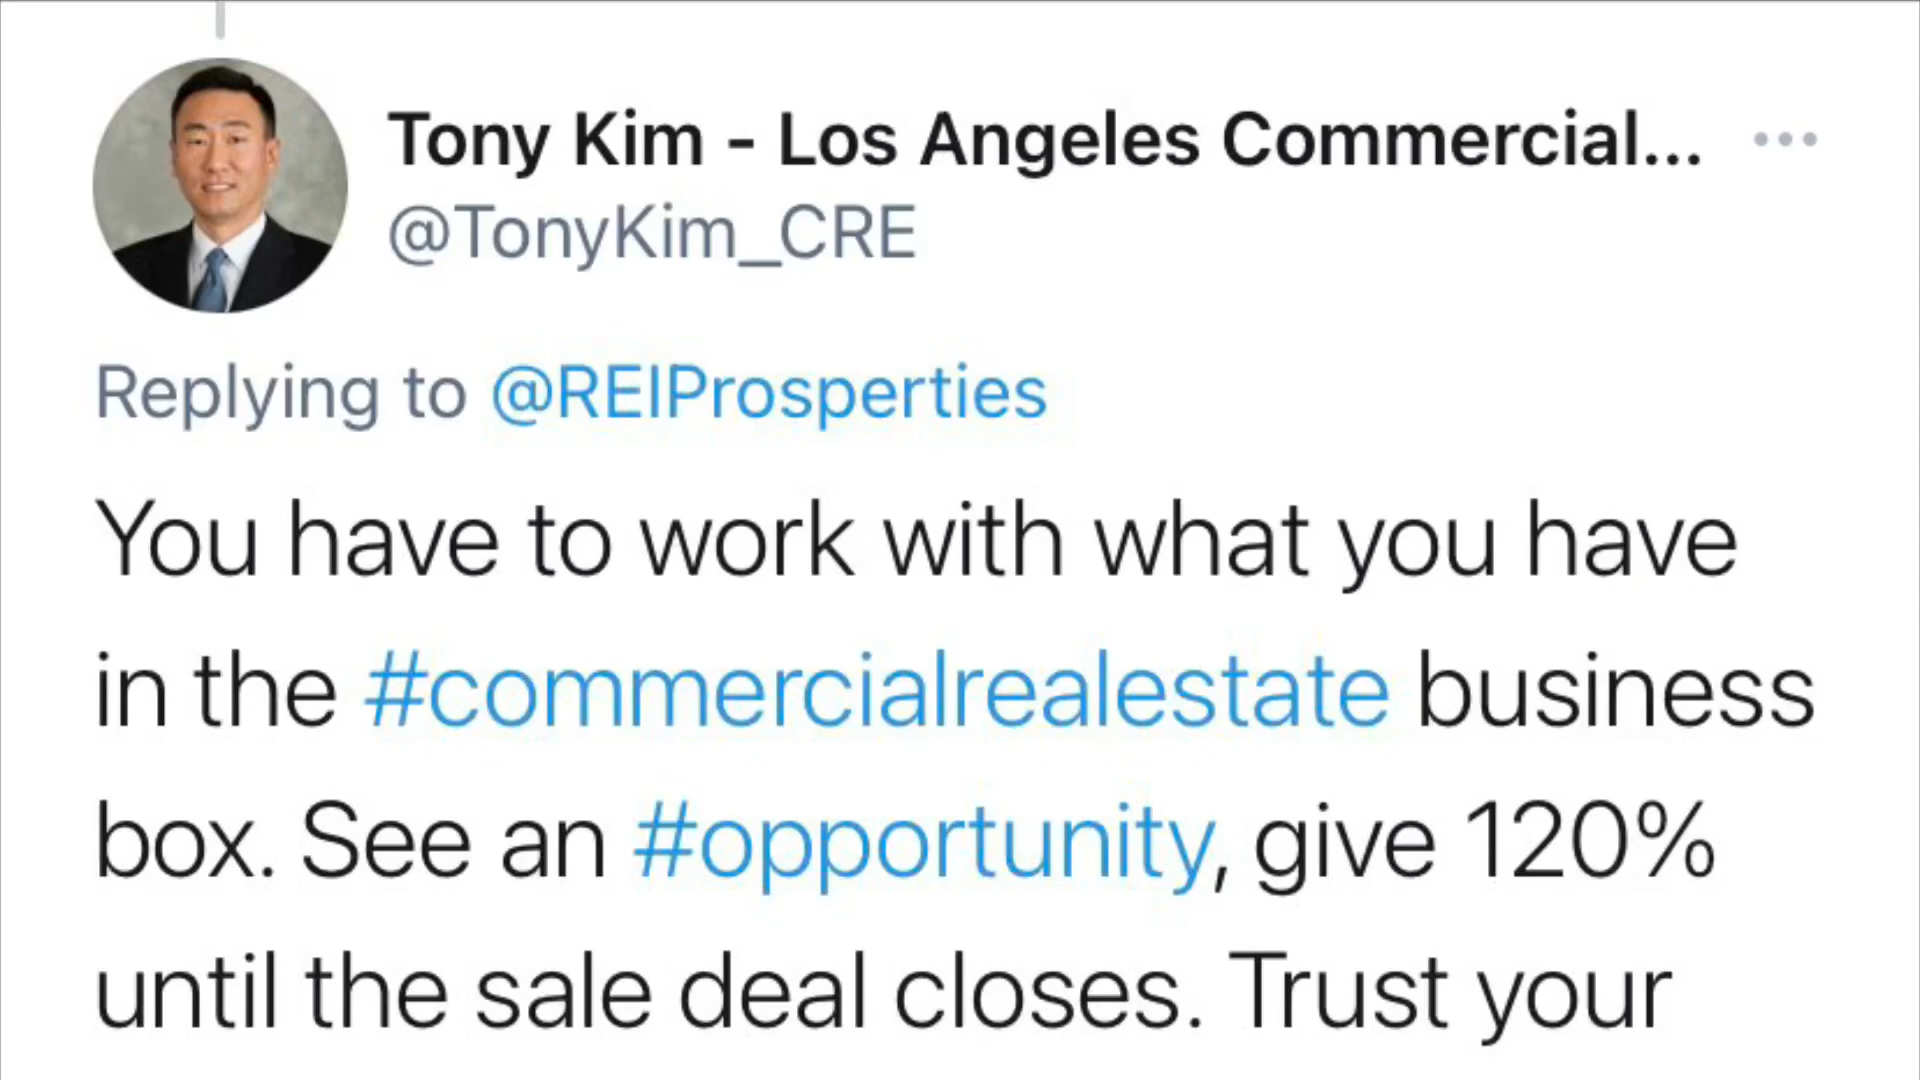 Tony Kim - Los Angeles Commercial...
@TonyKim_CRE
Replying to @REIProsperties
You have to work with what you have
in the #commercialrealestate business
box. See an #opportunity, give 120%
until the sale deal closes. Trust your